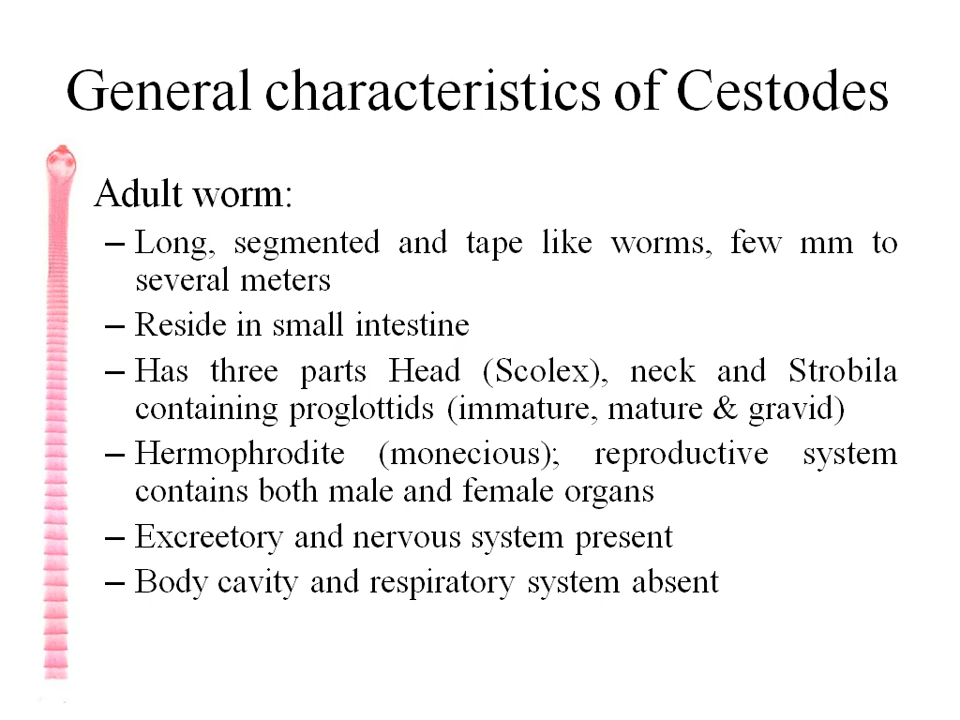 General characteristics of Cestodes
Adult worm:
– Long, segmented and tape like worms, few mm to
several meters
– Reside in small intestine
– Has three parts Head (Scolex), neck and Strobila
containing proglottids (immature, mature & gravid)
– Hermophrodite (monecious); reproductive system
contains both male and female organs
– Excreetory and nervous system present
– Body cavity and respiratory system absent